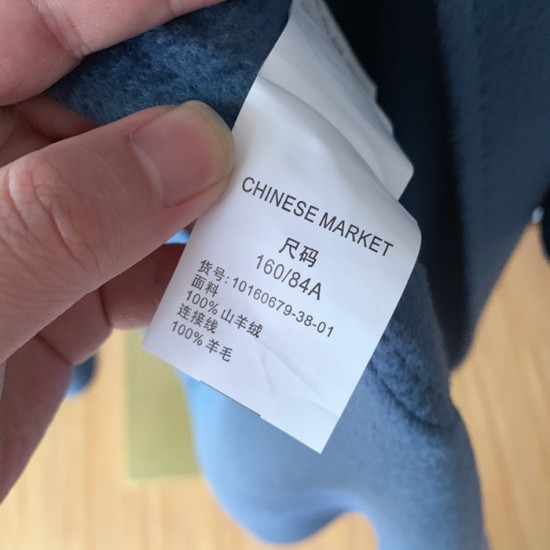 CHINESE MARKET
尺码
160/84A
货号: 10160679-38-01
面料
100% 山羊绒
连接线
100% 羊毛